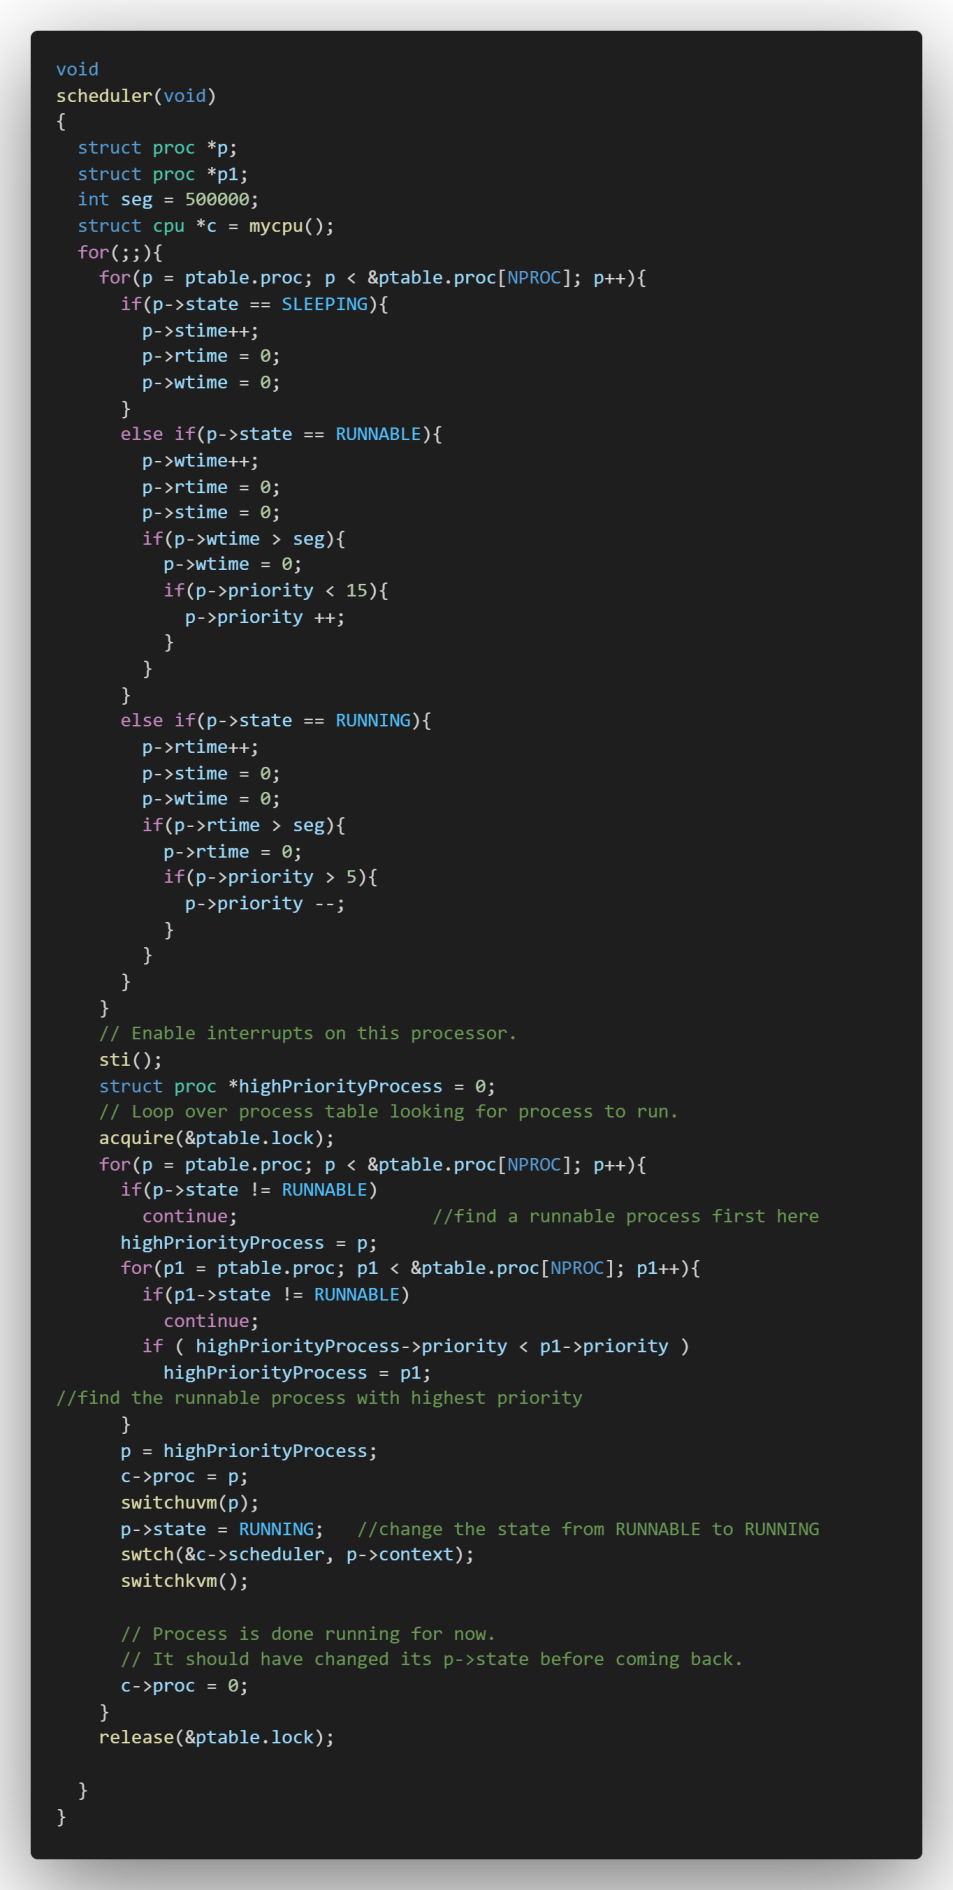 void
scheduler(void)
{
  struct proc *p;
  struct proc *p1;
  int seg = 500000;
  struct cpu *c = mycpu();
  for(;;){
    for(p = ptable.proc; p < &ptable.proc[NPROC]; p++){
      if(p->state == SLEEPING){
        p->stime++;
        p->rtime = 0;
        p->wtime = 0;
      }
      else if(p->state == RUNNABLE){
        p->wtime++;
        p->rtime = 0;
        p->stime = 0;
        if(p->wtime > seg){
          p->wtime = 0;
          if(p->priority < 15){
            p->priority ++;
          }
        }
      }
      else if(p->state == RUNNING){
        p->rtime++;
        p->stime = 0;
        p->wtime = 0;
        if(p->rtime > seg){
          p->rtime = 0;
          if(p->priority > 5){
            p->priority --;
          }
        }
      }
    }
    // Enable interrupts on this processor.
    sti();
    struct proc *highPriorityProcess = 0;
    // Loop over process table looking for process to run.
    acquire(&ptable.lock);
    for(p = ptable.proc; p < &ptable.proc[NPROC]; p++){
      if(p->state != RUNNABLE)
        continue;                  //find a runnable process first here
      highPriorityProcess = p;
      for(p1 = ptable.proc; p1 < &ptable.proc[NPROC]; p1++){
        if(p1->state != RUNNABLE)
          continue;
        if ( highPriorityProcess->priority < p1->priority )
          highPriorityProcess = p1;
//find the runnable process with highest priority
      }
      p = highPriorityProcess;
      c->proc = p;
      switchuvm(p);
      p->state = RUNNING;   //change the state from RUNNABLE to RUNNING
      swtch(&c->scheduler, p->context);
      switchkvm();

      // Process is done running for now.
      // It should have changed its p->state before coming back.
      c->proc = 0;
    }
    release(&ptable.lock);

  }
}